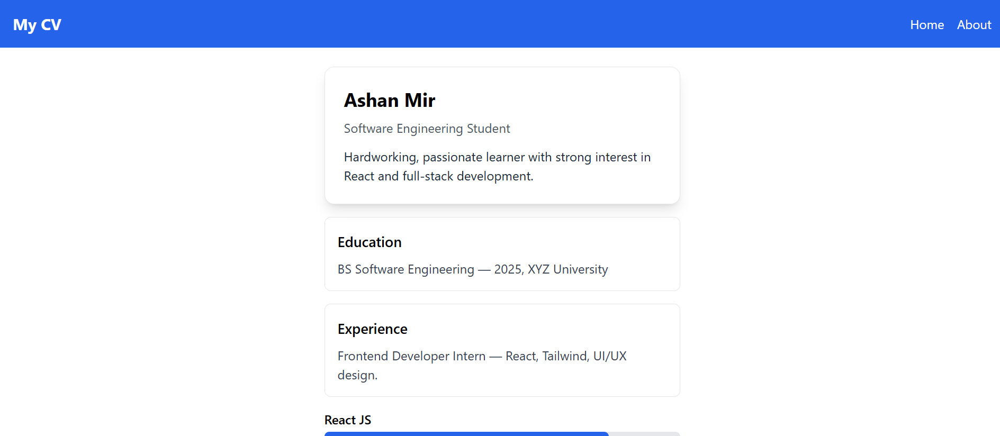 My CV
Home About
Ashan Mir
Software Engineering Student
Hardworking, passionate learner with strong interest in
React and full-stack development.
Education
BS Software Engineering — 2025, XYZ University
Experience
Frontend Developer Intern — React, Tailwind, UI/UX
design.
React JS